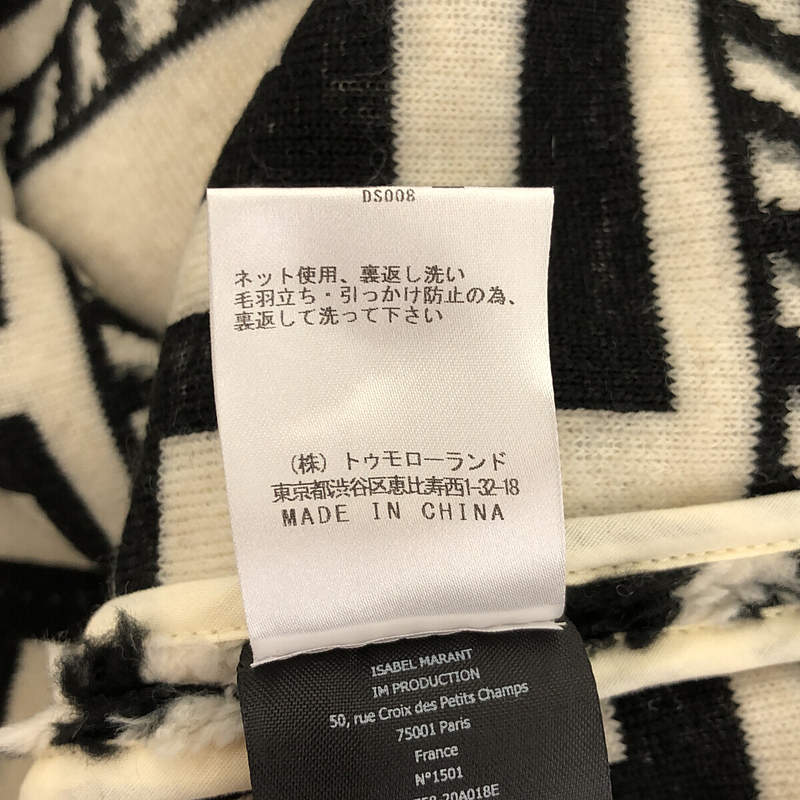 DS008
ネット使用、裏返し洗い
毛羽立ち・引っかけ防止の為、
裏返して洗って下さい
（株）トゥモローランド
東京都渋谷区恵比寿西1-32-18
MADE IN CHINA
ISABEL MARANT
IM PRODUCTION
50, rue Croix des Petits Champs
75001 Paris
France
N°1501
20A018E